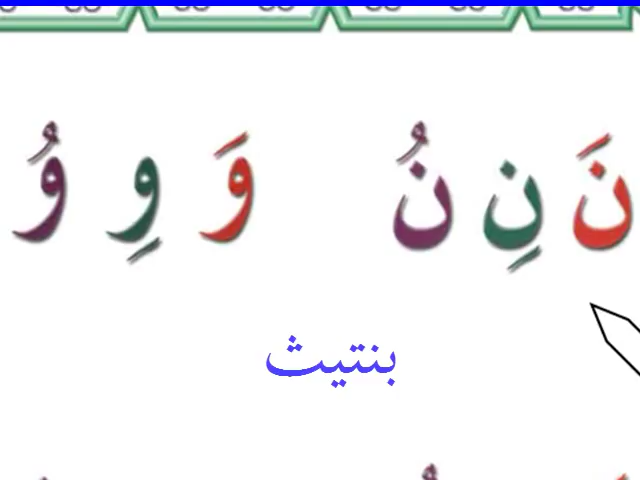 نَ نِ نُ وَ وِ وُ
بنتيث